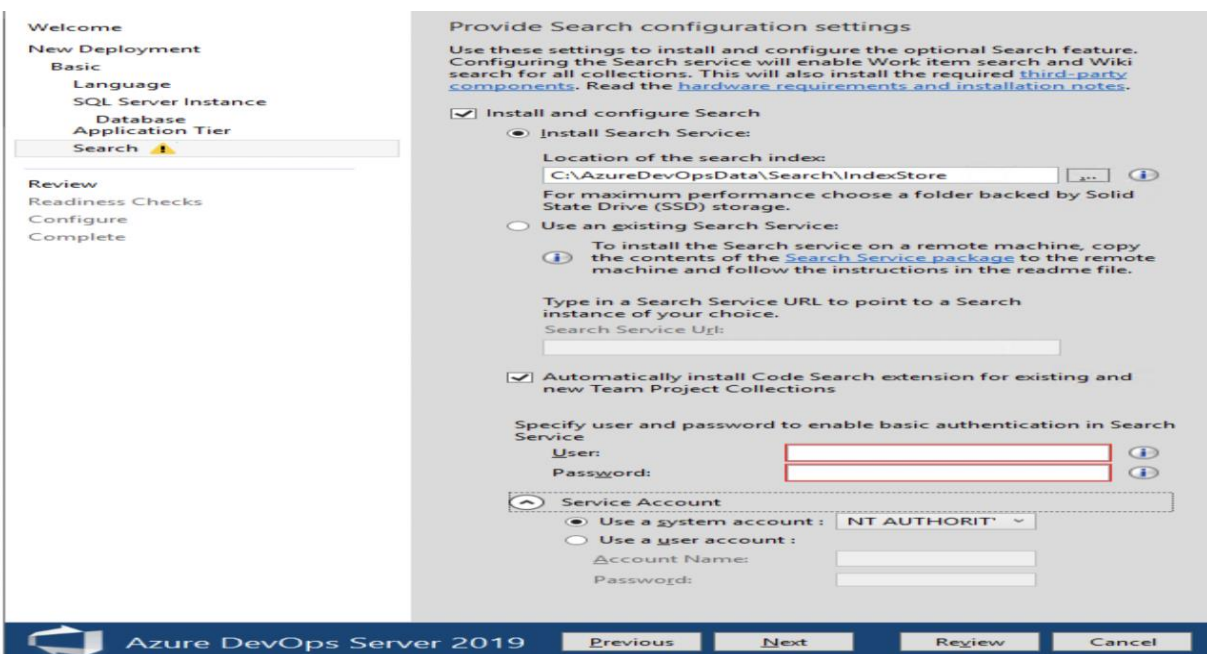 Welcome
New Deployment
Basic
Language
SQL Server Instance
Database
Application Tier
Search
Review
Readiness Checks
Configure
Complete
Provide Search configuration settings
Use these settings to install and configure the optional Search feature.
Configuring the Search service will enable Work item search and Wiki
search for all collections. This will also install the required third-party
components. Read the hardware requirements and installation notes.
Install and configure Search
Install Search Service:
Location of the search index:
C:\AzureDevOpsData\Search\IndexStore
...
For maximum performance choose a folder backed by Solid
State Drive (SSD) storage.
Use an existing Search Service:
To install the Search service on a remote machine, copy
the contents of the Search Service package to the remote
machine and follow the instructions in the readme file.
Type in a Search Service URL to point to a Search
instance of your choice.
Search Service Url:
Automatically install Code Search extension for existing and
new Team Project Collections
Specify user and password to enable basic authentication in Search
Service
User:
Password:
Service Account
Use a system account : NT AUTHORIT
Use a user account :
Account Name:
Password:
Azure DevOps Server 2019 Previous Next Review Cancel